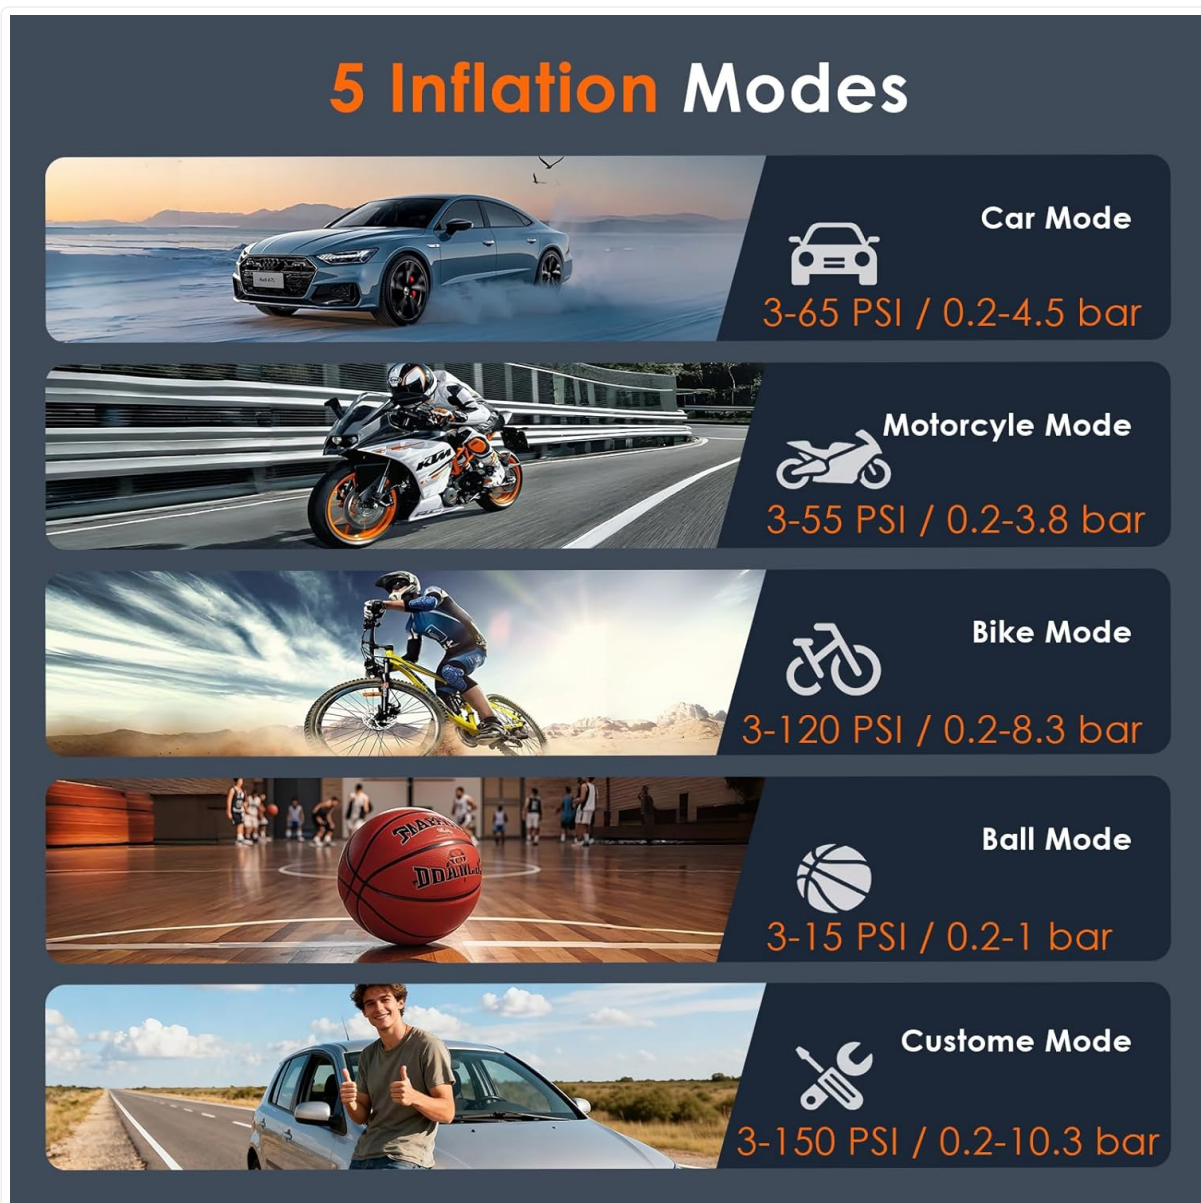 5 Inflation Modes
Car Mode
3-65 PSI / 0.2-4.5 bar
KTM
Motorcyle Mode
3-55 PSI / 0.2-3.8 bar
Bike Mode
3-120 PSI / 0.2-8.3 bar
Ball Mode
3-15 PSI / 0.2-1 bar
Custome Mode
3-150 PSI / 0.2-10.3 bar